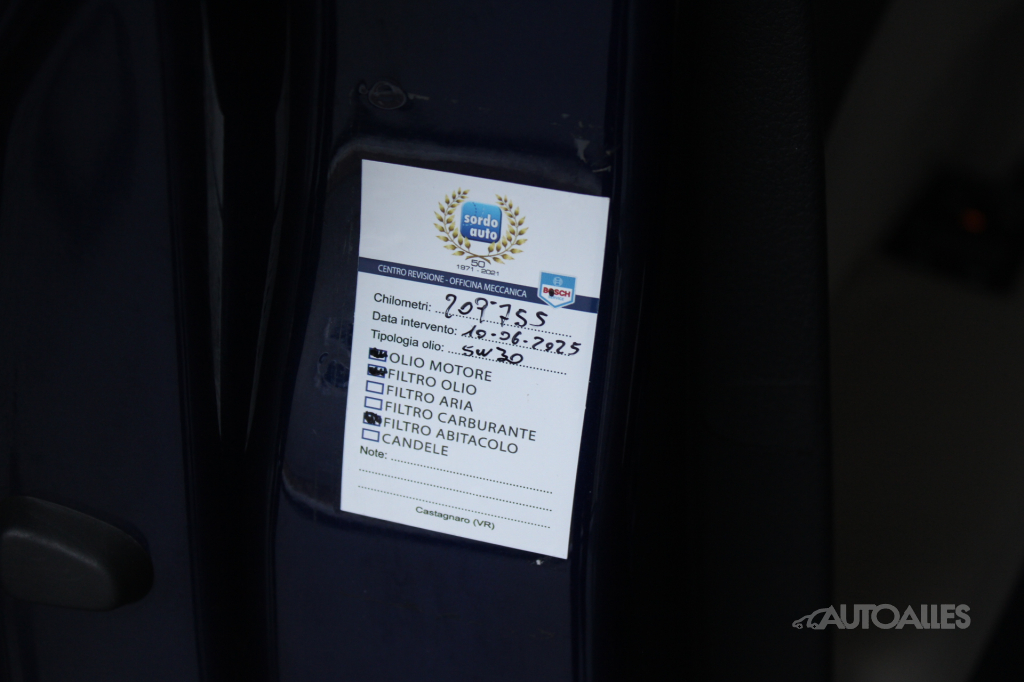 sordo
auto
50
1971 - 2021
CENTRO REVISIONE - OFFICINA MECCANICA
BOSCH
Chilometri: 209755
Data intervento: 10-06-2025
Tipologia olio: 5W30
OLIO MOTORE
FILTRO OLIO
FILTRO ARIA
FILTRO CARBURANTE
FILTRO ABITACOLO
CANDELE
Note:
Castagnaro (VR)
AUTOALLES